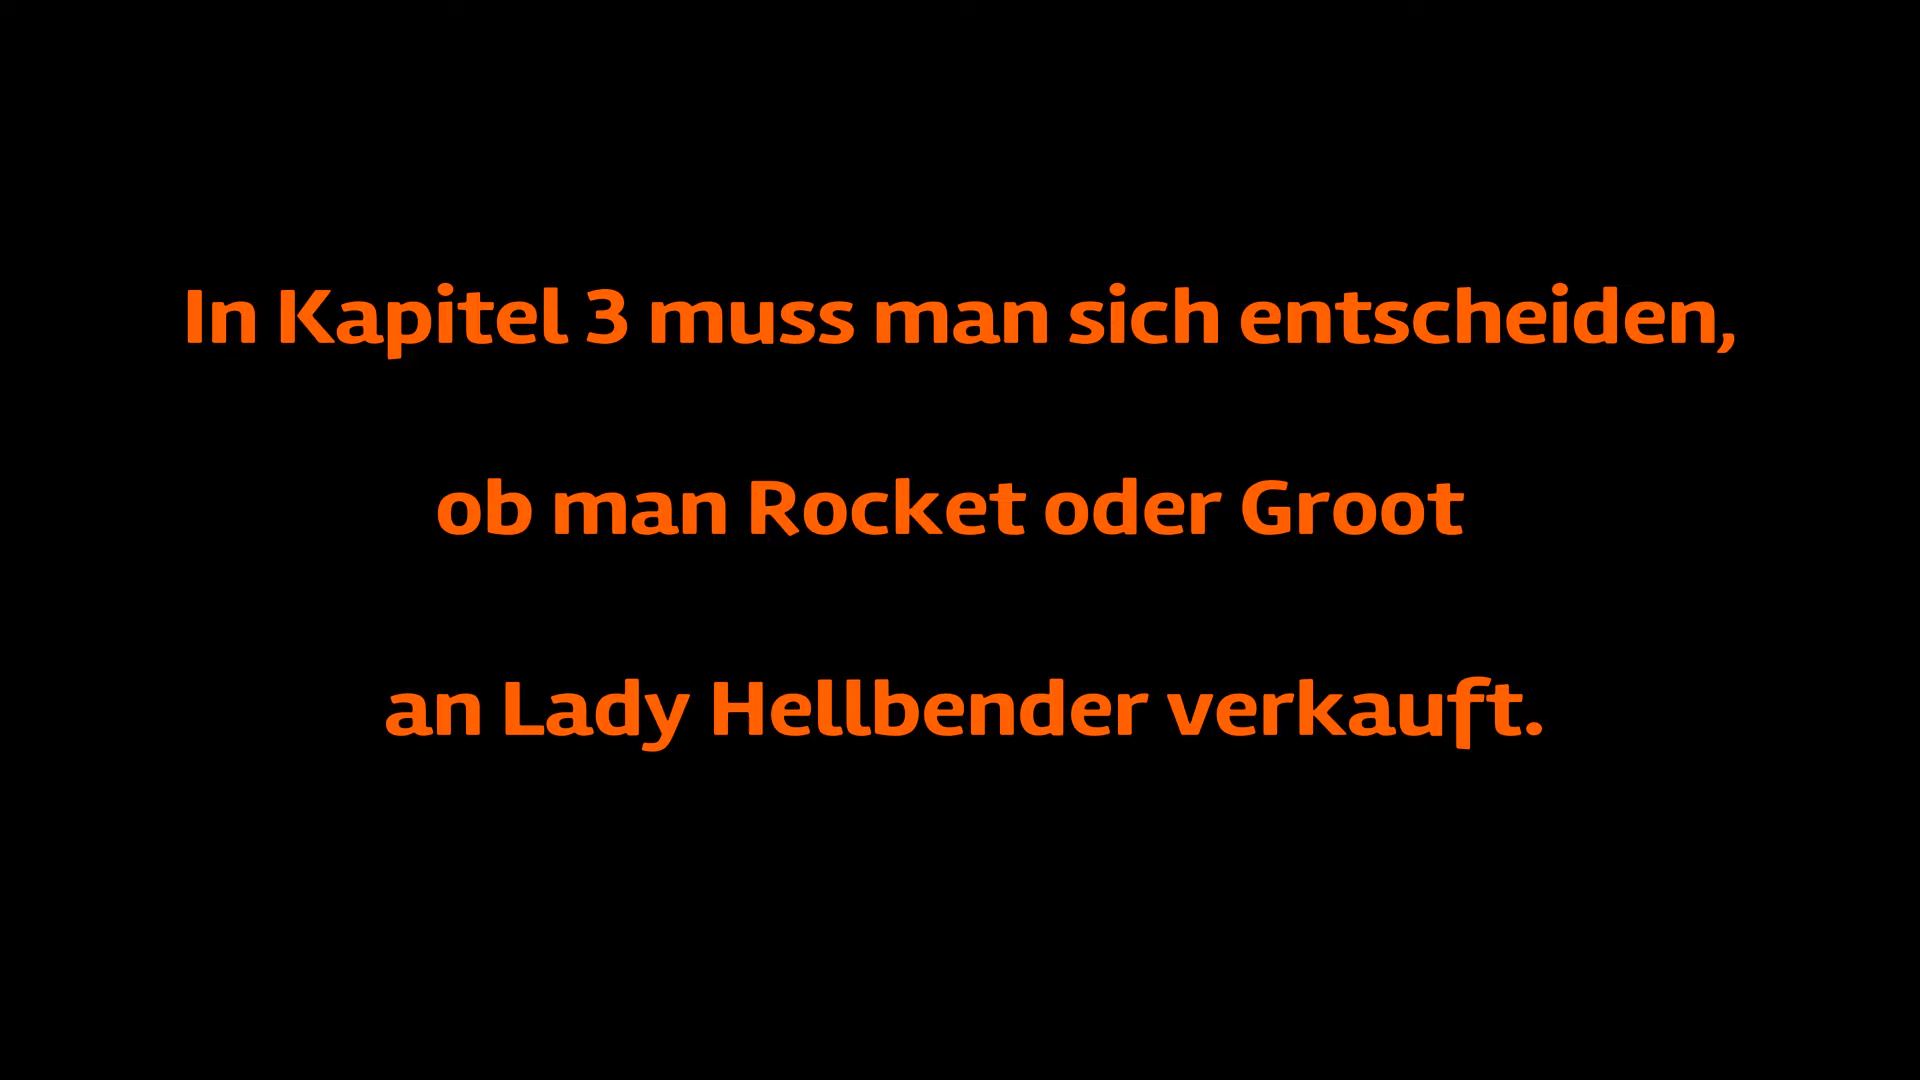 In Kapitel 3 muss man sich entscheiden,
ob man Rocket oder Groot
an Lady Hellbender verkauft.